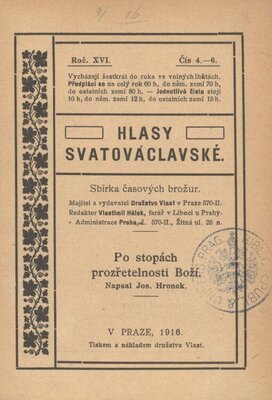 Roč. XVI. Čís 4.—6.
Vycházejí šestkrát do roka ve volných lhůtách.
Předplácí se na celý rok 80 h, do něm. zemí 70 h,
do ostatních zemí 80 h, — Jednotlivá čísla stojí
10 h, do něm. zemí 12 h, do ostatních zemí 15 h.
HLASY
SVATOVÁCLAVSKÉ.
Sbírka časových brožur.
Majitel a vydavatel Družstvo Vlast v Praze 570-II.
Redaktor Vlastimil Hálek, farář v Liboci u Prahy.
Administrace Praha, č. 570-II., Žitná ul. 26 n.
Po stopách
prozřetelnosti Boží.
Napsal Jos. Hronek.
V PRAZE, 1916.
Tiskem a nákladem družstva Vlast.